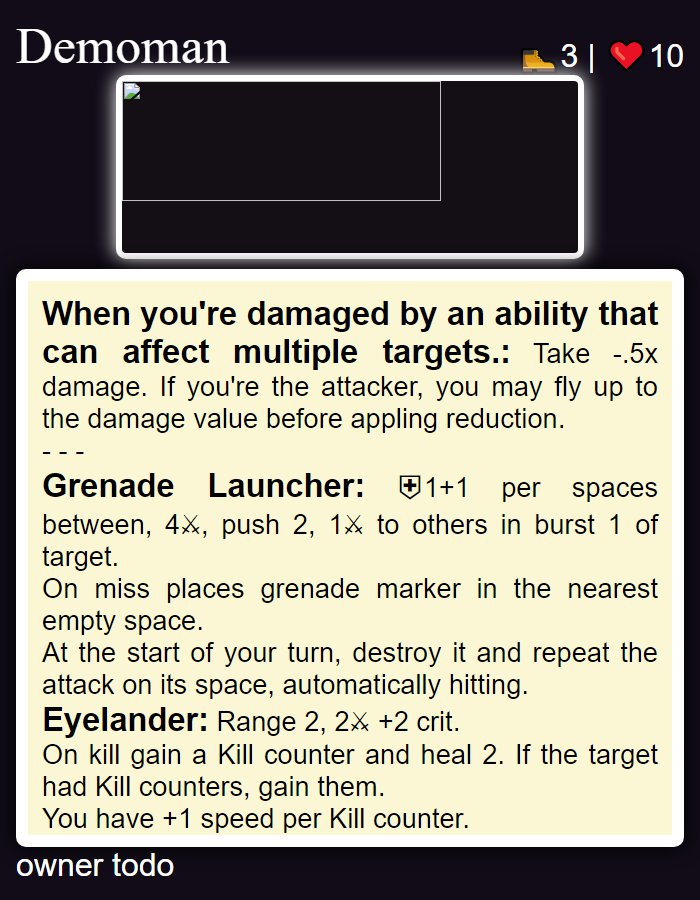 Demoman
🥾3 | ❤️10
When you're damaged by an ability that
can affect multiple targets.: Take -.5x
damage. If you're the attacker, you may fly up to
the damage value before appling reduction.
- - -
Grenade Launcher: ⛨1+1 per spaces
between, 4⚔, push 2, 1⚔ to others in burst 1 of
target.
On miss places grenade marker in the nearest
empty space.
At the start of your turn, destroy it and repeat the
attack on its space, automatically hitting.
Eyelander: Range 2, 2⚔ +2 crit.
On kill gain a Kill counter and heal 2. If the target
had Kill counters, gain them.
You have +1 speed per Kill counter.
owner todo